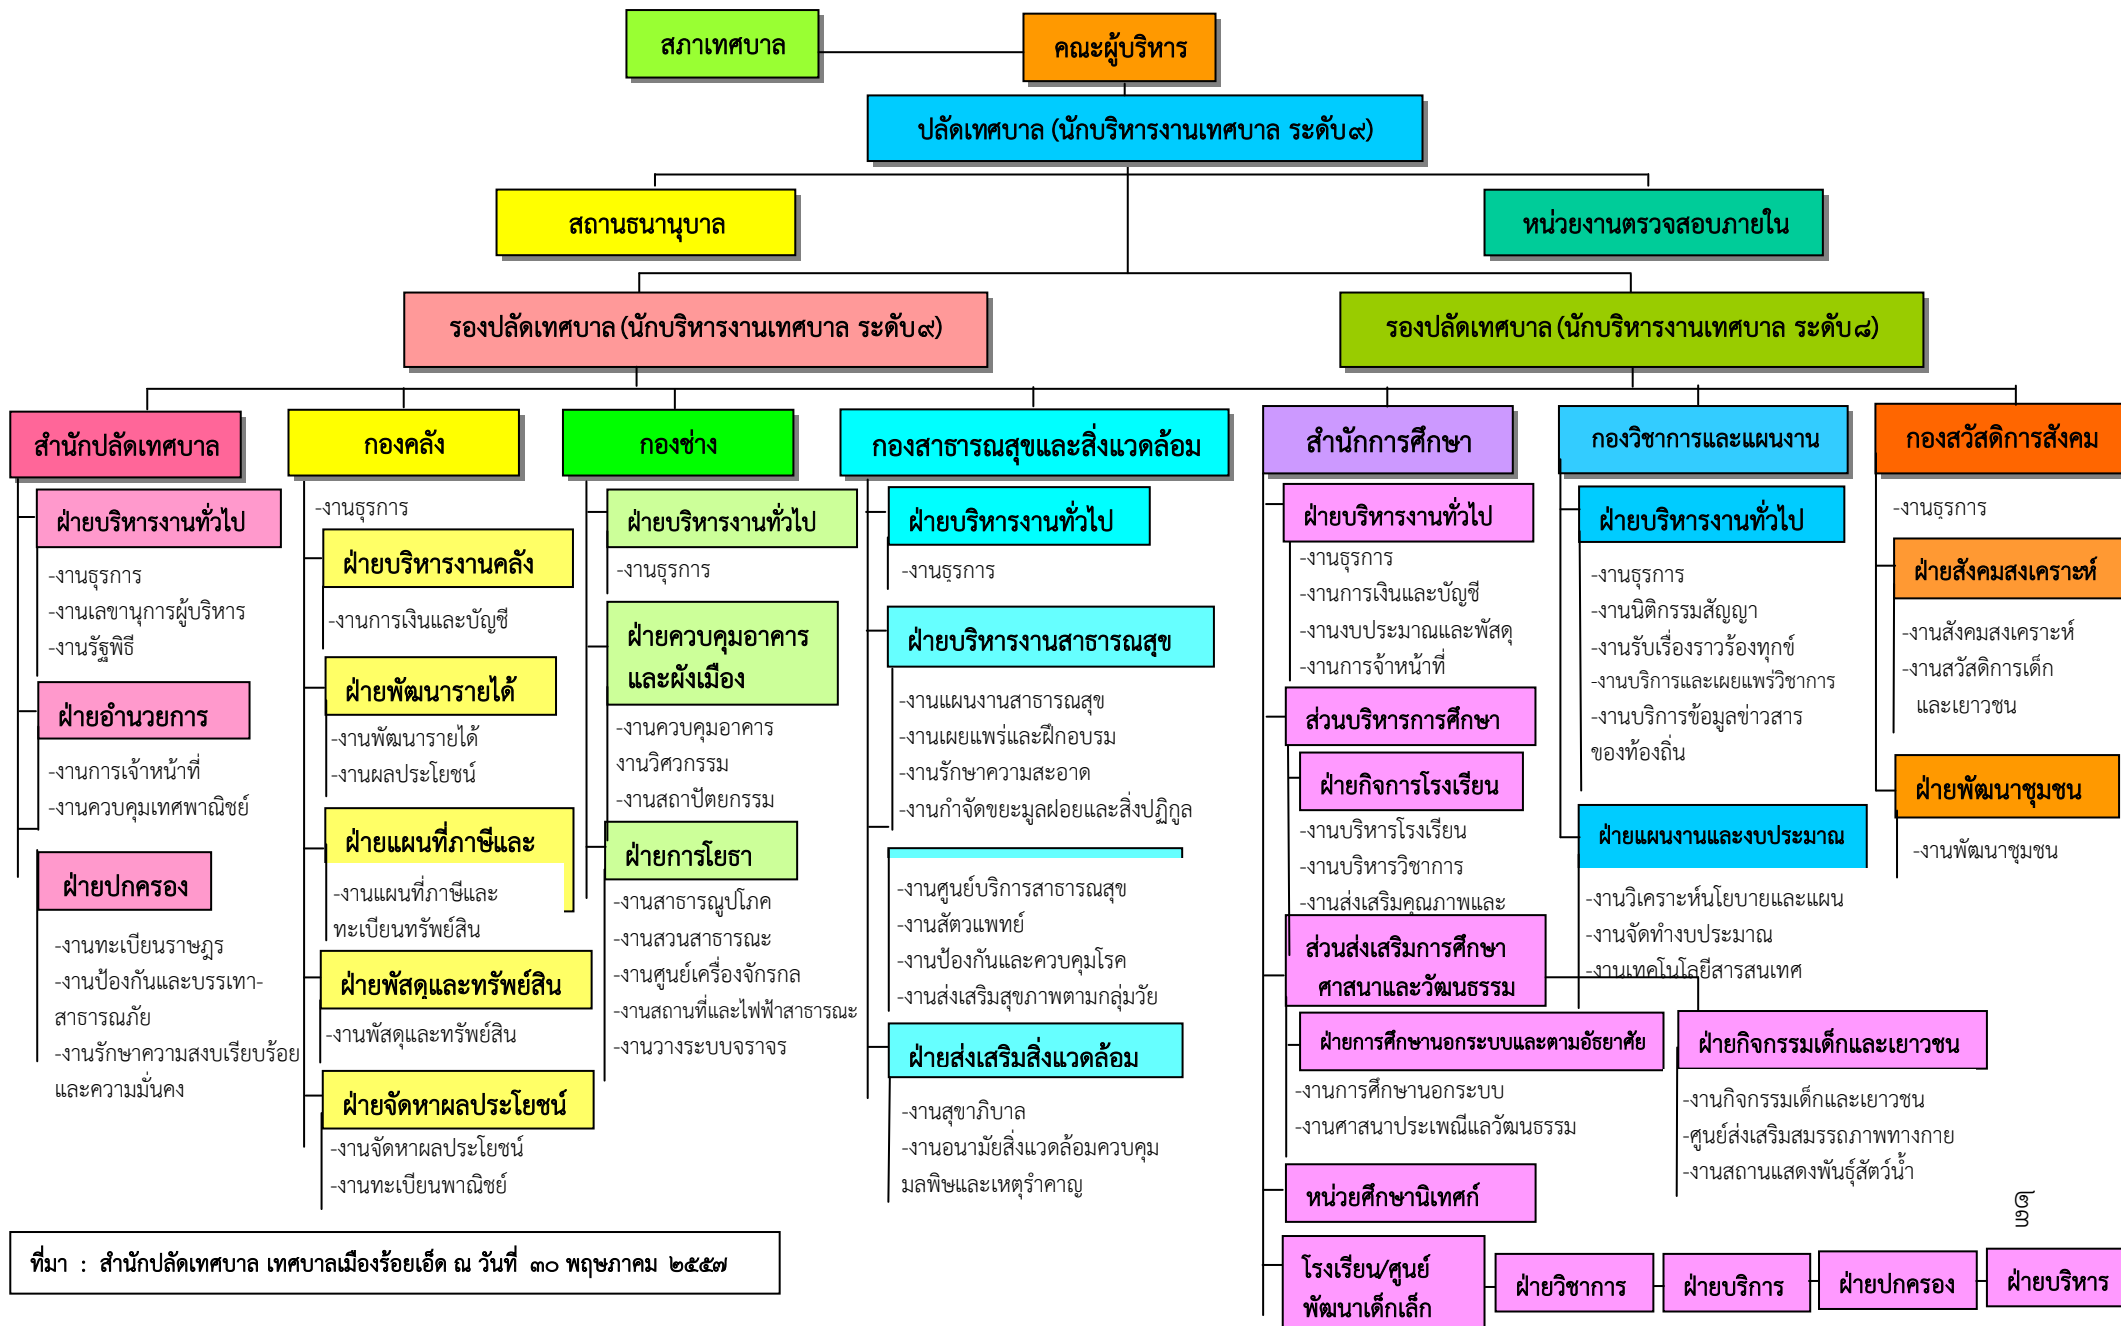 สภาเทศบาล
คณะผู้บริหาร
ปลัดเทศบาล (นักบริหารงานเทศบาล ระดับ๙)
สถานธนานุบาล
หน่วยงานตรวจสอบภายใน
รองปลัดเทศบาล (นักบริหารงานเทศบาล ระดับ๙)
รองปลัดเทศบาล (นักบริหารงานเทศบาล ระดับ๘)
สำนักปลัดเทศบาล
ฝ่ายบริหารงานทั่วไป
-งานธุรการ
-งานเลขานุการผู้บริหาร
-งานรัฐพิธี
ฝ่ายอำนวยการ
-งานการเจ้าหน้าที่
-งานควบคุมเทศพาณิชย์
ฝ่ายปกครอง
-งานทะเบียนราษฎร
-งานป้องกันและบรรเทา-
สาธารณภัย
-งานรักษาความสงบเรียบร้อย
และความมั่นคง
กองคลัง
-งานธุรการ
ฝ่ายบริหารงานคลัง
-งานการเงินและบัญชี
ฝ่ายพัฒนารายได้
-งานพัฒนารายได้
-งานผลประโยชน์
ฝ่ายแผนที่ภาษีและ
-งานแผนที่ภาษีและ
ทะเบียนทรัพย์สิน
ฝ่ายพัสดุและทรัพย์สิน
-งานพัสดุและทรัพย์สิน
ฝ่ายจัดหาผลประโยชน์
-งานจัดหาผลประโยชน์
-งานทะเบียนพาณิชย์
กองช่าง
ฝ่ายบริหารงานทั่วไป
-งานธุรการ
ฝ่ายควบคุมอาคาร
และผังเมือง
-งานควบคุมอาคาร
งานวิศวกรรม
-งานสถาปัตยกรรม
ฝ่ายการโยธา
-งานสาธารณูปโภค
-งานสวนสาธารณะ
-งานศูนย์เครื่องจักรกล
-งานสถานที่และไฟฟ้าสาธารณะ
-งานวางระบบจราจร
กองสาธารณสุขและสิ่งแวดล้อม
ฝ่ายบริหารงานทั่วไป
-งานธุรการ
ฝ่ายบริหารงานสาธารณสุข
-งานแผนงานสาธารณสุข
-งานเผยแพร่และฝึกอบรม
-งานรักษาความสะอาด
-งานกำจัดขยะมูลฝอยและสิ่งปฏิกูล
-งานศูนย์บริการสาธารณสุข
-งานสัตวแพทย์
-งานป้องกันและควบคุมโรค
-งานส่งเสริมสุขภาพตามกลุ่มวัย
ฝ่ายส่งเสริมสิ่งแวดล้อม
-งานสุขาภิบาล
-งานอนามัยสิ่งแวดล้อมควบคุม
มลพิษและเหตุรำคาญ
สำนักการศึกษา
ฝ่ายบริหารงานทั่วไป
-งานธุรการ
-งานการเงินและบัญชี
-งานงบประมาณและพัสดุ
-งานการจ้าหน้าที่
ส่วนบริหารการศึกษา
ฝ่ายกิจการโรงเรียน
-งานบริหารโรงเรียน
-งานบริหารวิชาการ
-งานส่งเสริมคุณภาพและ
ส่วนส่งเสริมการศึกษา
ศาสนาและวัฒนธรรม
ฝ่ายการศึกษานอกระบบและตามอัธยาศัย
-งานการศึกษานอกระบบ
-งานศาสนาประเพณีแลวัฒนธรรม
หน่วยศึกษานิเทศก์
โรงเรียน/ศูนย์
พัฒนาเด็กเล็ก
ฝ่ายวิชาการ
ฝ่ายบริการ
ฝ่ายปกครอง
ฝ่ายบริหาร
ฝ่ายกิจกรรมเด็กและเยาวชน
-งานกิจกรรมเด็กและเยาวชน
-ศูนย์ส่งเสริมสมรรถภาพทางกาย
-งานสถานแสดงพันธุ์สัตว์น้ำ
กองวิชาการและแผนงาน
ฝ่ายบริหารงานทั่วไป
-งานธุรการ
-งานนิติกรรมสัญญา
-งานรับเรื่องราวร้องทุกข์
-งานบริการและเผยแพร่วิชาการ
-งานบริการข้อมูลข่าวสาร
ของท้องถิ่น
ฝ่ายแผนงานและงบประมาณ
-งานวิเคราะห์นโยบายและแผน
-งานจัดทำงบประมาณ
-งานเทคโนโลยีสารสนเทศ
กองสวัสดิการสังคม
-งานธุรการ
ฝ่ายสังคมสงเคราะห์
-งานสังคมสงเคราะห์
-งานสวัสดิการเด็ก
และเยาวชน
ฝ่ายพัฒนาชุมชน
-งานพัฒนาชุมชน
๒๓
ที่มา : สำนักปลัดเทศบาล เทศบาลเมืองร้อยเอ็ด ณ วันที่ ๓๐ พฤษภาคม ๒๕๕๗